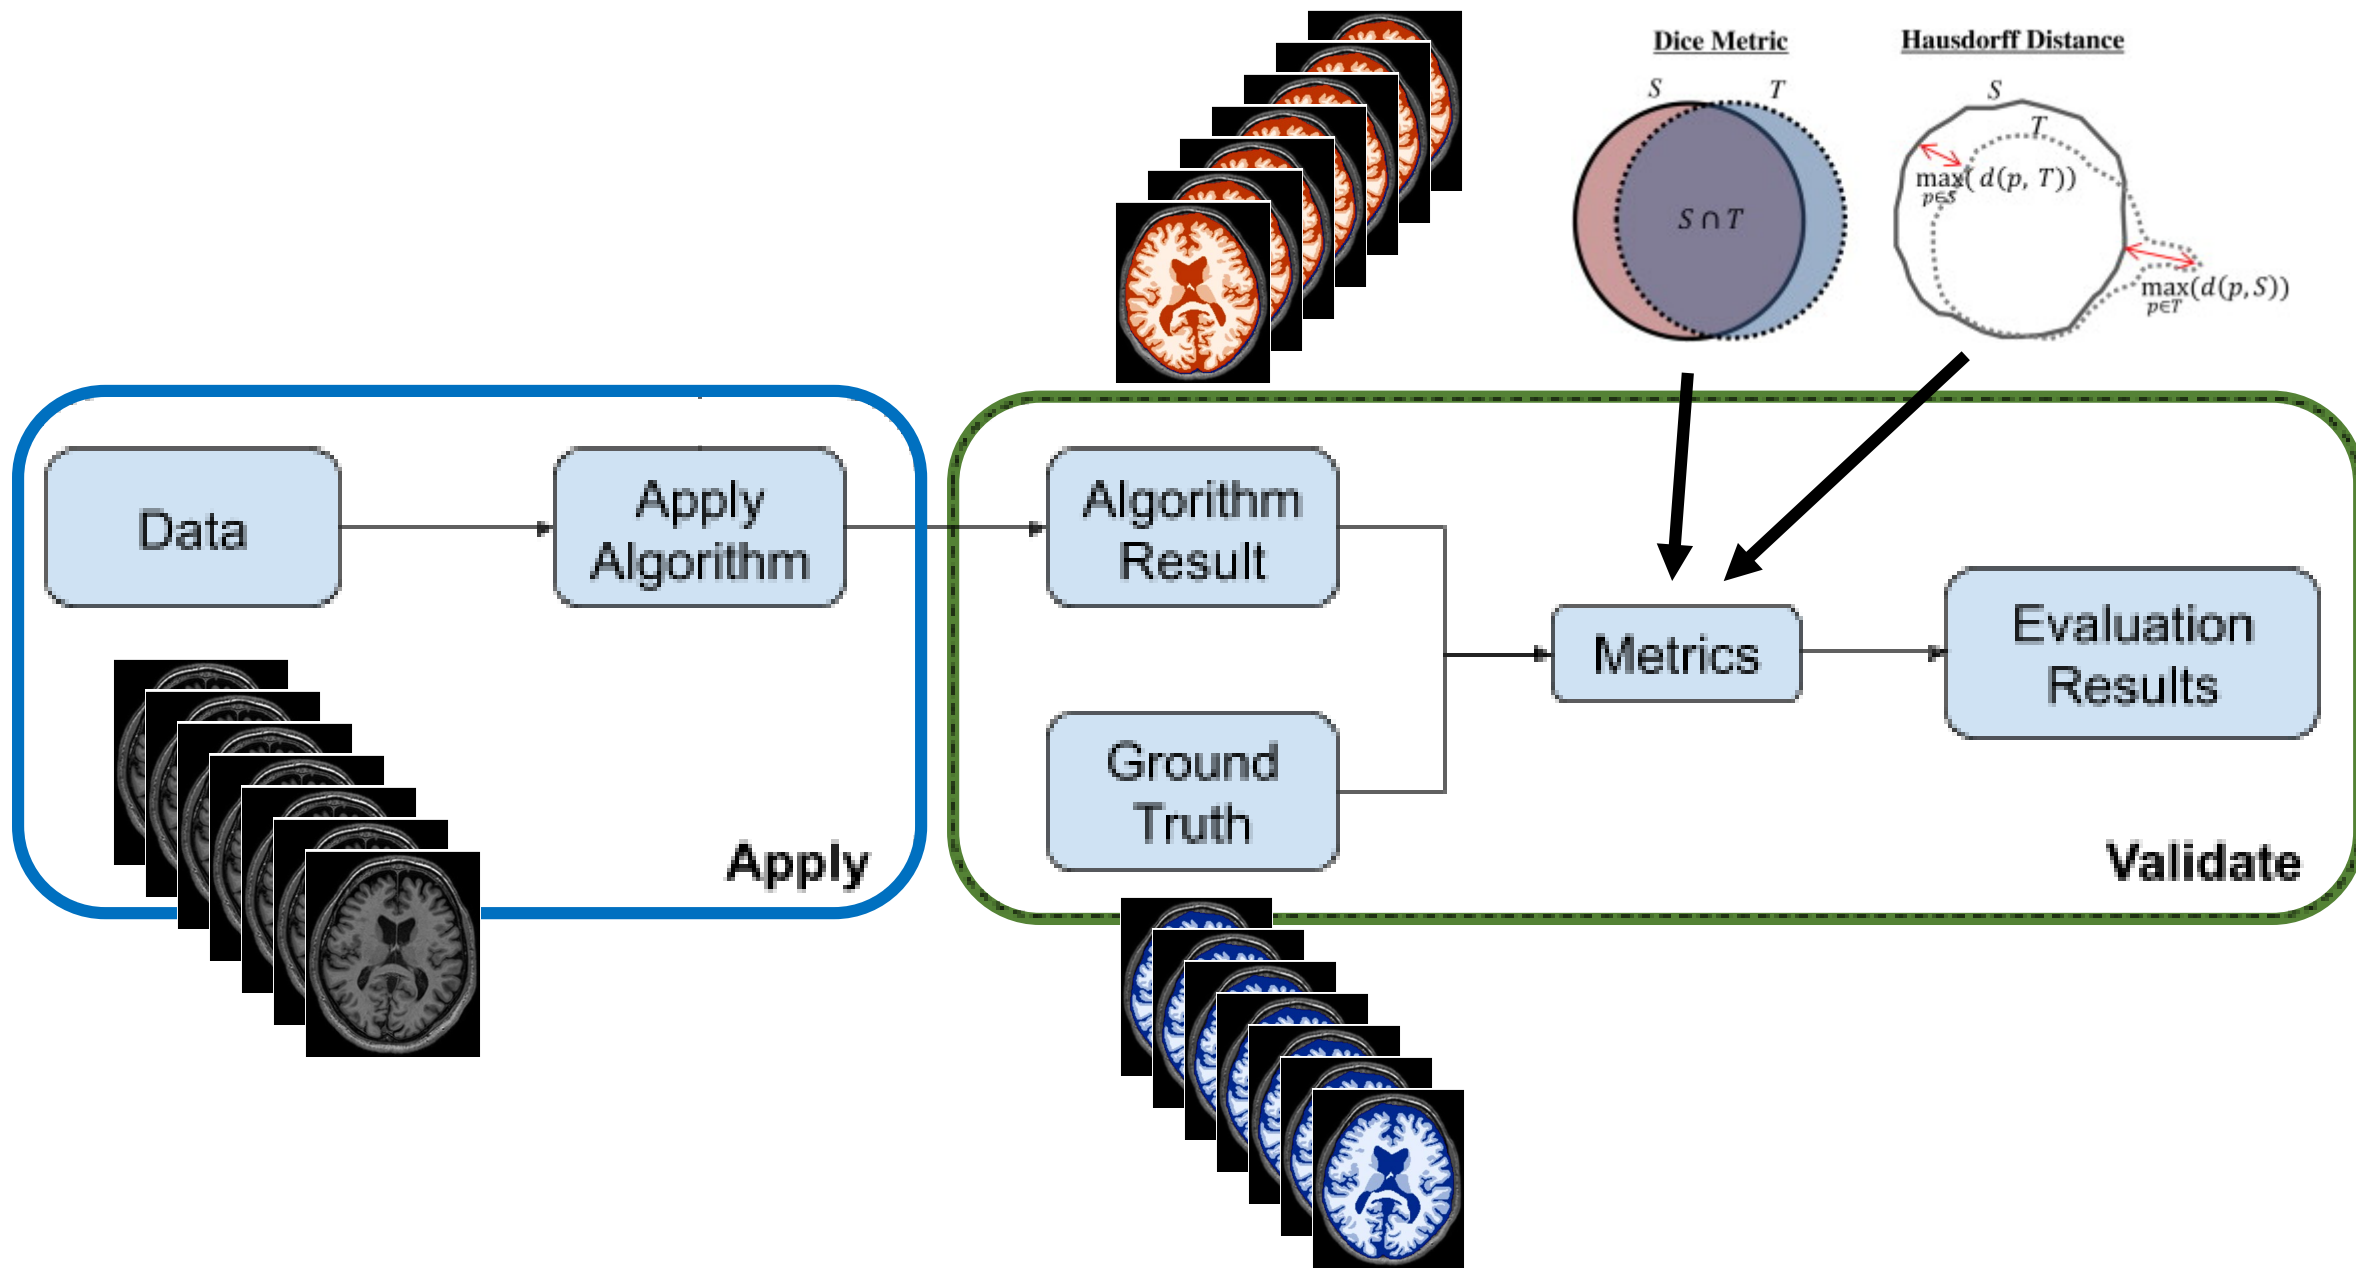 Dice Metric
Hausdorff Distance
S
T
S ∩ T
S
T
max( d(p, T))
p∈S
max(d(p,S))
p∈T
Data
Apply
Algorithm
Algorithm
Result
Ground
Truth
Metrics
Evaluation
Results
Apply
Validate